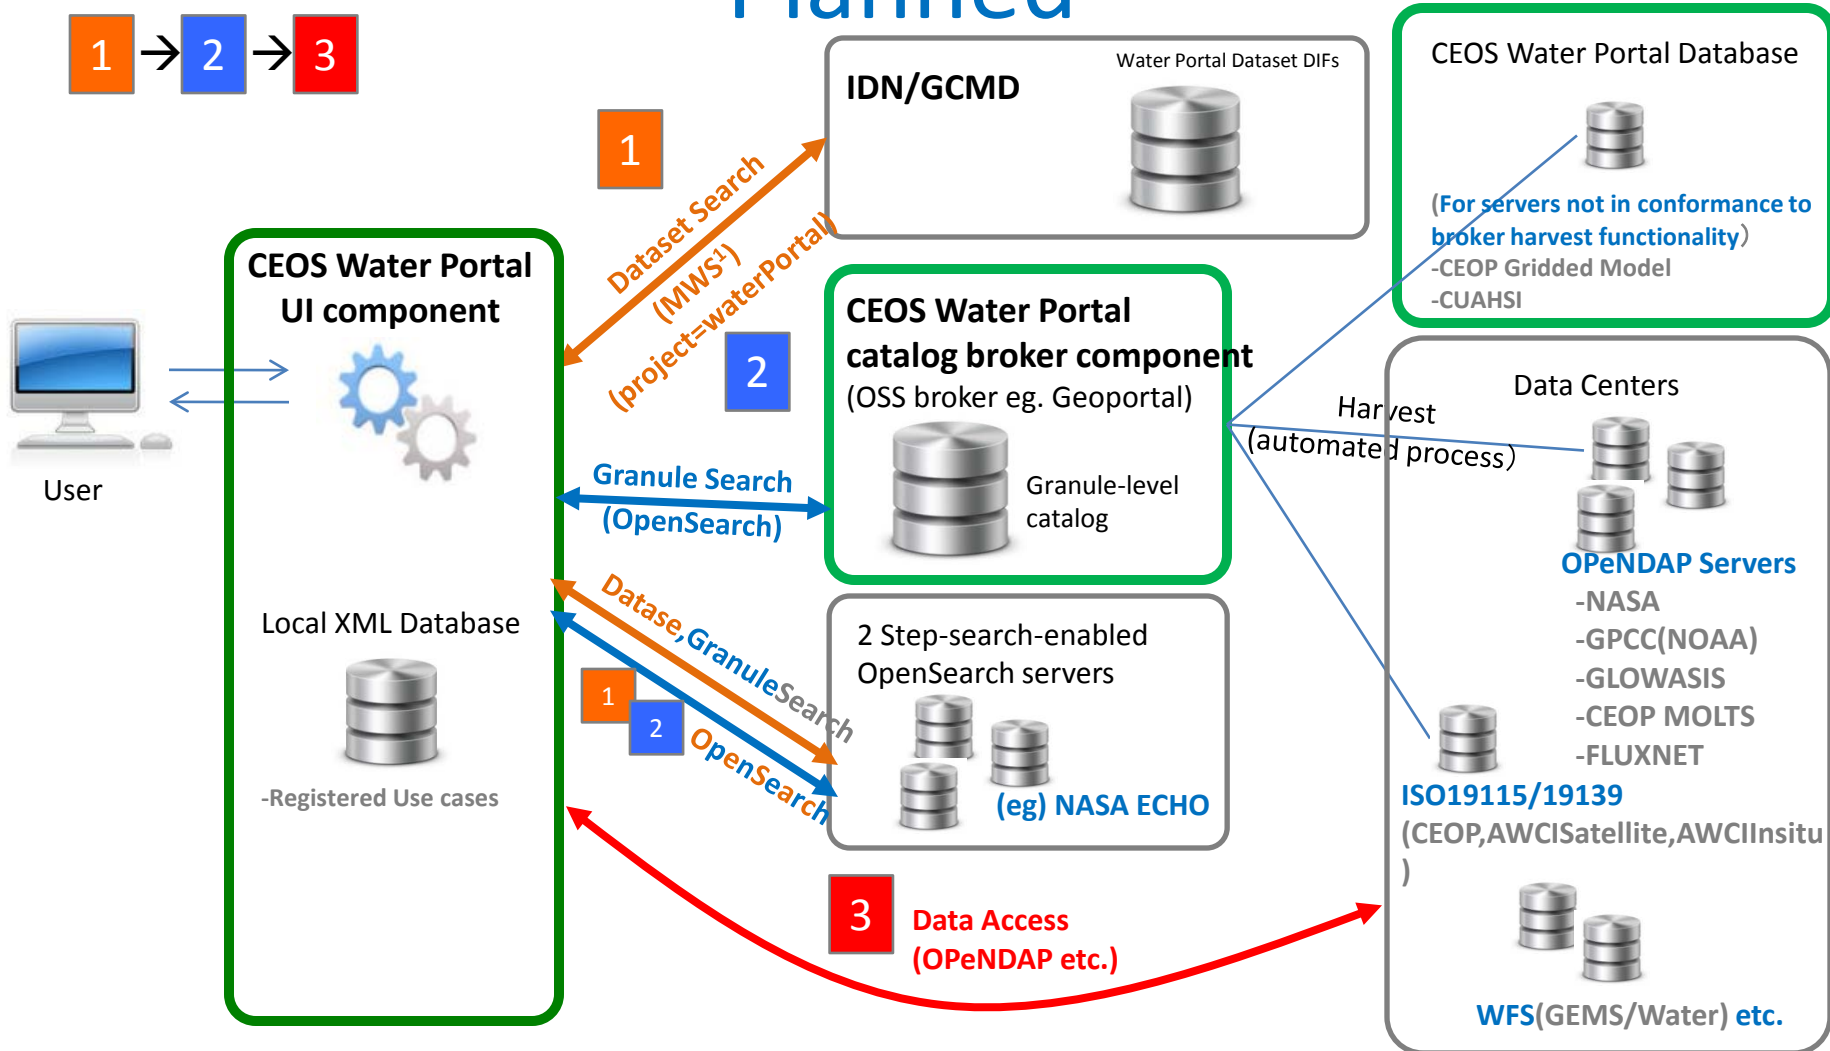 Planned
1 → 2 → 3
IDN/GCMD
Water Portal Dataset DIFs
CEOS Water Portal Database
(For servers not in conformance to
broker harvest functionality）
-CEOP Gridded Model
-CUAHSI
1
Dataset Search
(MWS1)
(project=waterPortal)
CEOS Water Portal
UI component
User
2
CEOS Water Portal
catalog broker component
(OSS broker eg. Geoportal)
Granule-level
catalog
Granule Search
(OpenSearch)
Harvest
(automated process）
Data Centers
OPeNDAP Servers
-NASA
-GPCC(NOAA)
-GLOWASIS
-CEOP MOLTS
-FLUXNET
Local XML Database
-Registered Use cases
Datase,GranuleSearch
1
2
OpenSearch
2 Step-search-enabled
OpenSearch servers
(eg) NASA ECHO
ISO19115/19139
(CEOP,AWCISatellite,AWCIInsitu
)
3
Data Access
(OPeNDAP etc.)
WFS(GEMS/Water) etc.